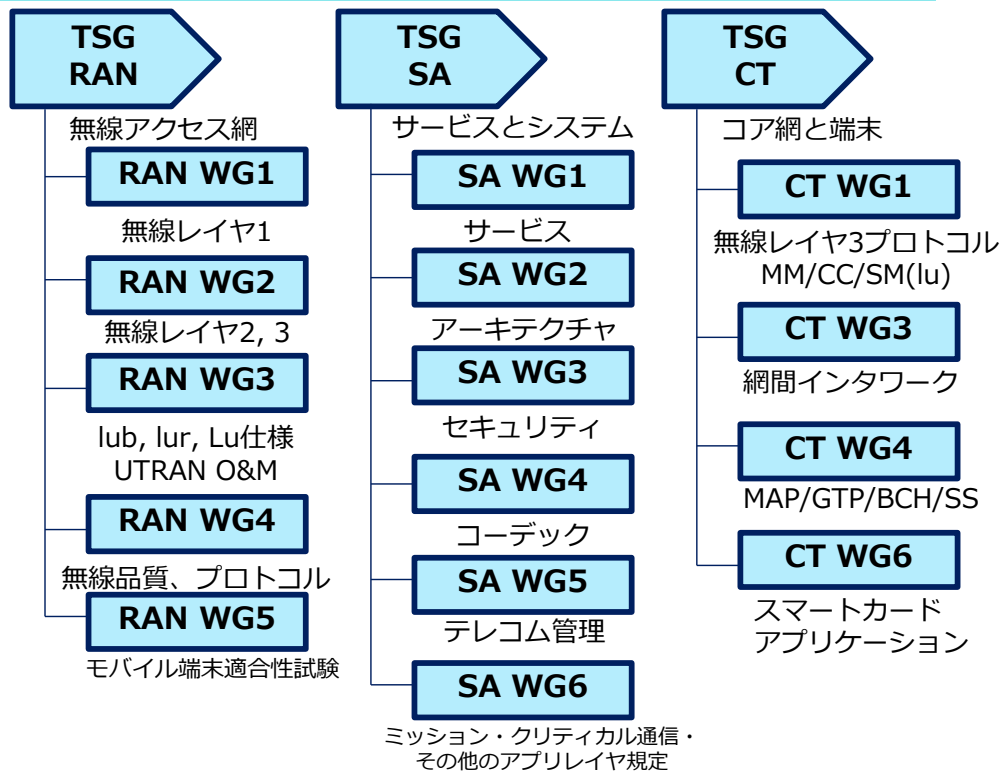 TSG
RAN
無線アクセス網
RAN WG1
無線レイヤ1
RAN WG2
無線レイヤ2, 3
RAN WG3
lub, lur, Lu仕様
UTRAN O&M
RAN WG4
無線品質、プロトコル
RAN WG5
モバイル端末適合性試験
TSG
SA
サービスとシステム
SA WG1
サービス
SA WG2
アーキテクチャ
SA WG3
セキュリティ
SA WG4
コーデック
SA WG5
テレコム管理
SA WG6
ミッション・クリティカル通信・
その他のアプリレイヤ規定
TSG
CT
コア網と端末
CT WG1
無線レイヤ3プロトコル
MM/CC/SM(lu)
CT WG3
網間インタワーク
CT WG4
MAP/GTP/BCH/SS
CT WG6
スマートカード
アプリケーション